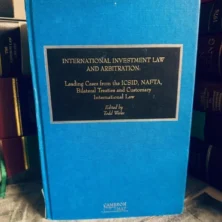 INTERNATIONAL INVESTMENT LAW
AND ARBITRATION:
Leading Cases from the ICSID, NAFTA,
Bilateral Treaties and Customary
International Law
Edited by
Todd Weiler
CAMERON